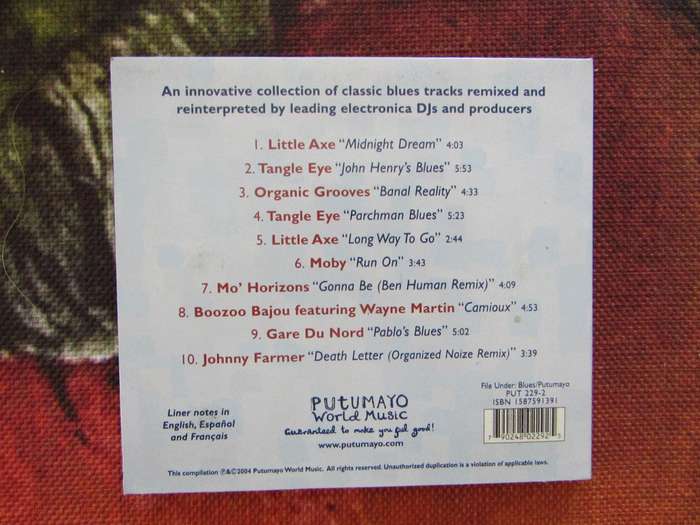 An innovative collection of classic blues tracks remixed and
reinterpreted by leading electronica DJs and producers
1. Little Axe "Midnight Dream" 4:03
2. Tangle Eye "John Henry's Blues" 5:53
3. Organic Grooves "Banal Reality" 4:33
4. Tangle Eye "Parchman Blues" 5:23
5. Little Axe "Long Way To Go" 2:44
6. Moby "Run On" 3:43
7. Mo' Horizons "Gonna Be (Ben Human Remix)" 4:09
8. Boozoo Bajou featuring Wayne Martin "Camioux" 4:53
9. Gare Du Nord "Pablo's Blues" 5:02
10. Johnny Farmer "Death Letter (Organized Noize Remix)" 3:39
Liner notes in
English, Español
and Français
PUTUMAYO
World Music
Guaranteed to make you feel good!
www.putumayo.com
File Under: Blues/Putumayo
PUT 229-2
ISBN 1587591391
7 90248 02292 5
This compilation ℗&©2004 Putumayo World Music. All rights reserved. Unauthorized duplication is a violation of applicable laws.